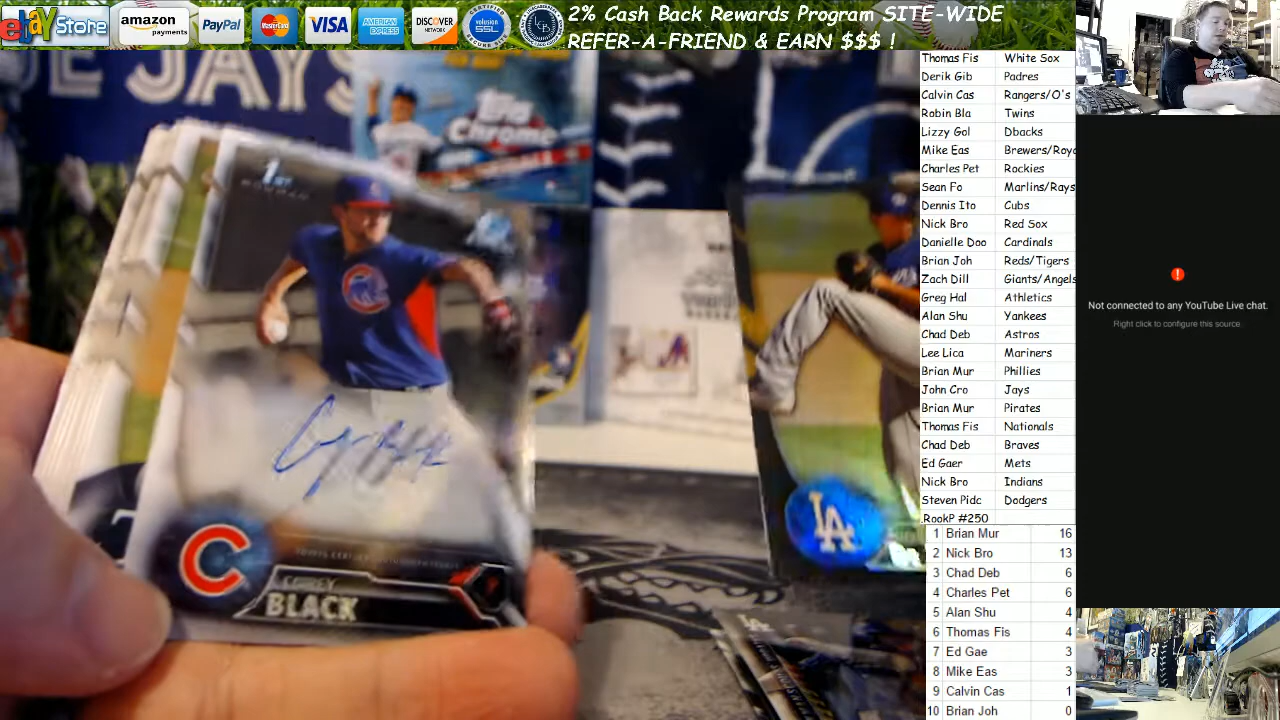 ebay Store
amazon payments
PayPal
MasterCard
VISA
AMERICAN EXPRESS
DISCOVER NETWORK
volusion SSL
2% Cash Back Rewards Program SITE-WIDE
REFER-A-FRIEND & EARN $$$ !
JAYS
Topps Chrome
LA
C
BLACK
Thomas Fis White Sox
Derik Gib Padres
Calvin Cas Rangers/O's
Robin Bla Twins
Lizzy Gol Dbacks
Mike Eas Brewers/Roya
Charles Pet Rockies
Sean Fo Marlins/Rays
Dennis Ito Cubs
Nick Bro Red Sox
Danielle Doo Cardinals
Brian Joh Reds/Tigers
Zach Dill Giants/Angels
Greg Hal Athletics
Alan Shu Yankees
Chad Deb Astros
Lee Lica Mariners
Brian Mur Phillies
John Cro Jays
Brian Mur Pirates
Thomas Fis Nationals
Chad Deb Braves
Ed Gaer Mets
Nick Bro Indians
Steven Pidc Dodgers
.RookP #250
1 Brian Mur 16
2 Nick Bro 13
3 Chad Deb 6
4 Charles Pet 6
5 Alan Shu 4
6 Thomas Fis 4
7 Ed Gae 3
8 Mike Eas 3
9 Calvin Cas 1
10 Brian Joh 0
Not connected to any YouTube Live chat.
Right click to configure this source.